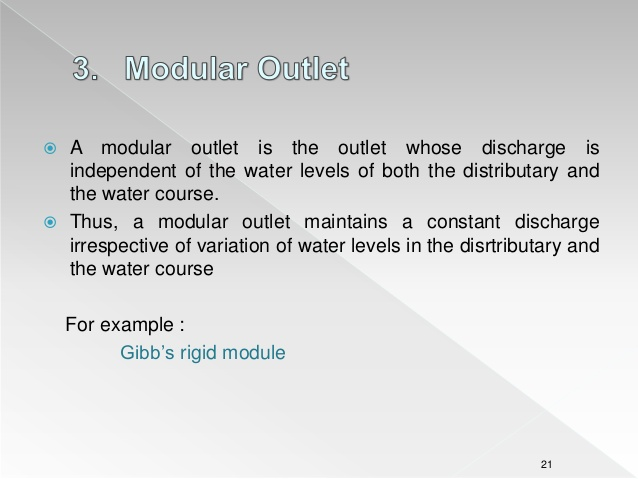 3. Modular Outlet
A modular outlet is the outlet whose discharge is
independent of the water levels of both the distributary and
the water course.
Thus, a modular outlet maintains a constant discharge
irrespective of variation of water levels in the disrtributary and
the water course
For example :
Gibb's rigid module
21